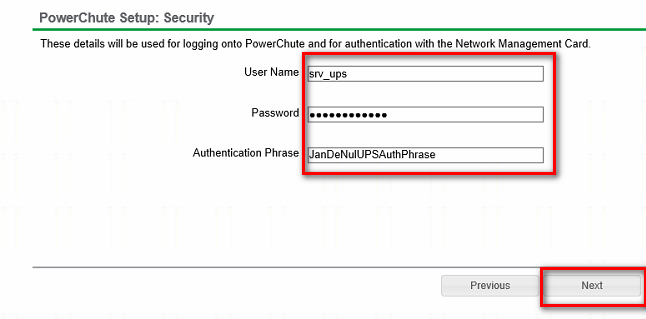 PowerChute Setup: Security
These details will be used for logging onto PowerChute and for authentication with the Network Management Card.
User Name srv_ups
Password ●●●●●●●●●●●●
Authentication Phrase JanDeNulUPSAuthPhrase
Previous Next